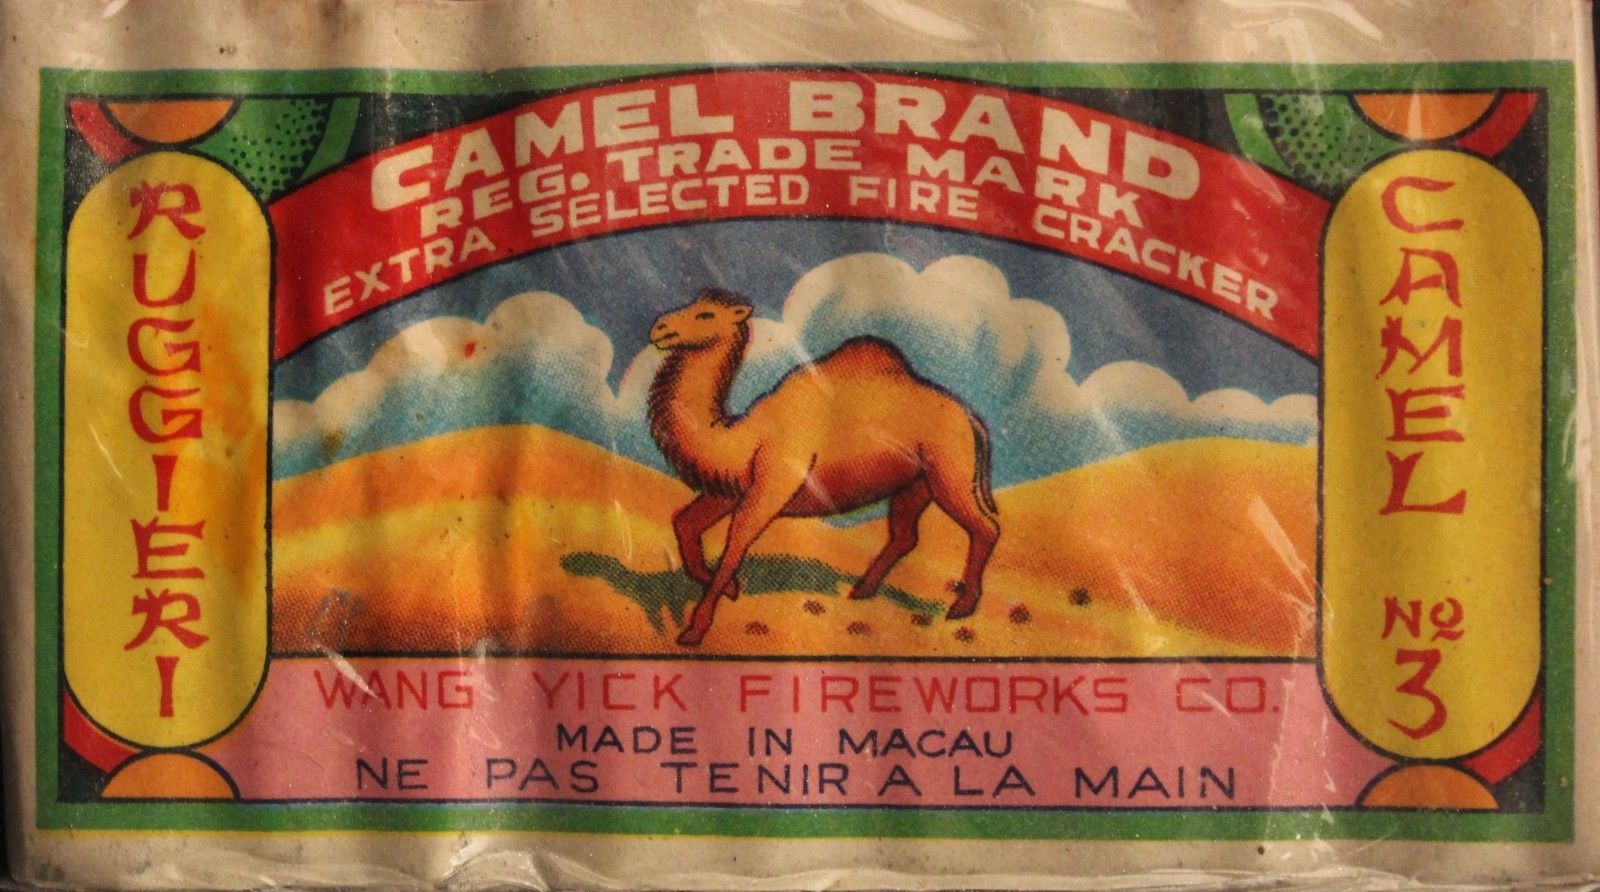 CAMEL BRAND
REG. TRADE MARK
EXTRA SELECTED FIRE CRACKER
RUGGIERI
CAMEL
No
3
WANG YICK FIREWORKS CO.
MADE IN MACAU
NE PAS TENIR A LA MAIN